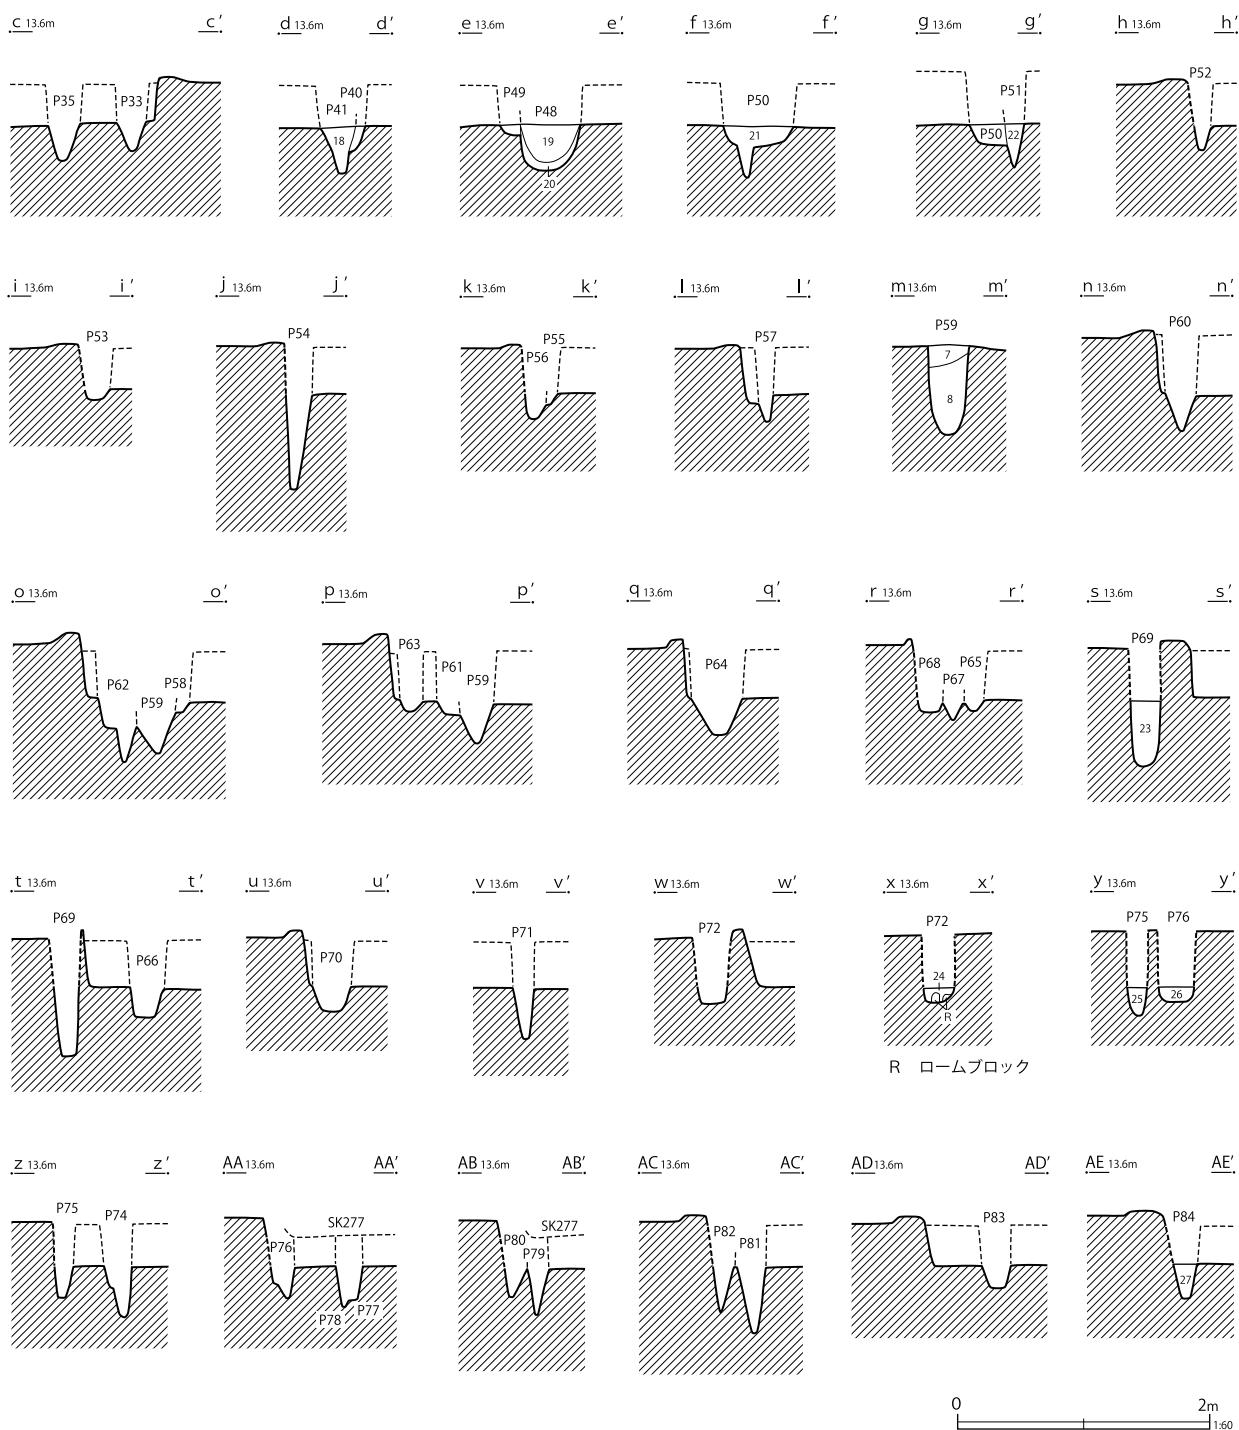 c 13.6m c′ d 13.6m d′ e 13.6m e′ f 13.6m f′ g 13.6m g′ h 13.6m h′
P35 P33 P41 P40 18 P49 P48 19 20 P50 21 P50 P51 22 P52
i 13.6m i′ j 13.6m j′ k 13.6m k′ l 13.6m l′ m 13.6m m′ n 13.6m n′
P53 P54 P56 P55 P57 P59 7 8 P60
o 13.6m o′ p 13.6m p′ q 13.6m q′ r 13.6m r′ s 13.6m s′
P62 P59 P58 P63 P61 P59 P64 P68 P67 P65 P69 23
t 13.6m t′ u 13.6m u′ v 13.6m v′ w 13.6m w′ x 13.6m x′ y 13.6m y′
P69 P66 P70 P71 P72 P72 24 R P75 P76 25 26
R ロームブロック
z 13.6m z′ AA 13.6m AA′ AB 13.6m AB′ AC 13.6m AC′ AD 13.6m AD′ AE 13.6m AE′
P75 P74 P76 SK277 P78 P77 P80 P79 SK277 P82 P81 P83 P84 27
0 2m
1:60